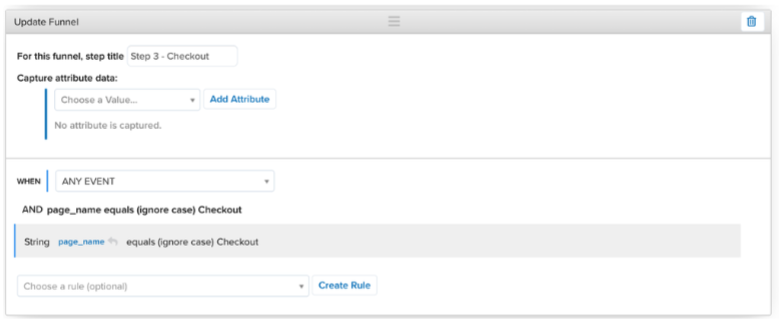 Update Funnel
For this funnel, step title Step 3 - Checkout
Capture attribute data:
Choose a Value... Add Attribute
No attribute is captured.
WHEN ANY EVENT
AND page_name equals (ignore case) Checkout
String page_name equals (ignore case) Checkout
Choose a rule (optional) Create Rule